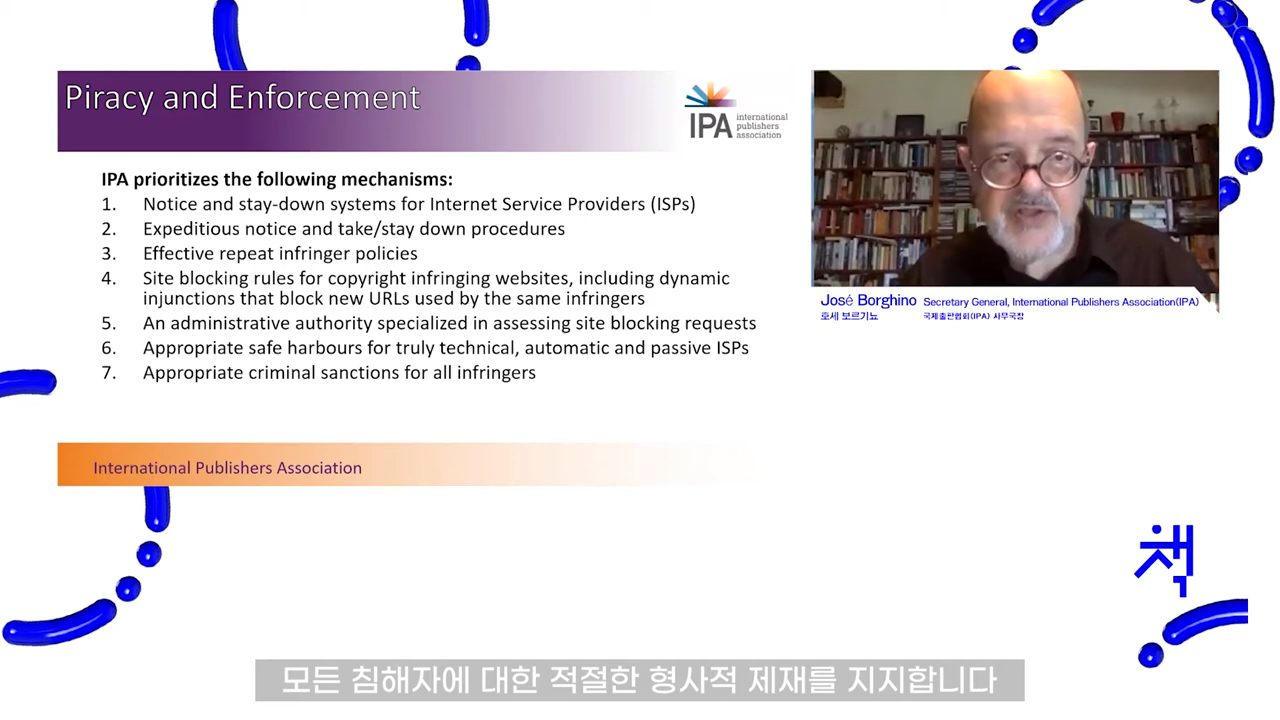 Piracy and Enforcement
IPA international
publishers
association
IPA prioritizes the following mechanisms:
1. Notice and stay-down systems for Internet Service Providers (ISPs)
2. Expeditious notice and take/stay down procedures
3. Effective repeat infringer policies
4. Site blocking rules for copyright infringing websites, including dynamic
injunctions that block new URLs used by the same infringers
5. An administrative authority specialized in assessing site blocking requests
6. Appropriate safe harbours for truly technical, automatic and passive ISPs
7. Appropriate criminal sanctions for all infringers
International Publishers Association
José Borghino Secretary General, International Publishers Association(IPA)
호세 보르기뇨 국제출판협회(IPA) 사무국장
책
모든 침해자에 대한 적절한 형사적 제재를 지지합니다